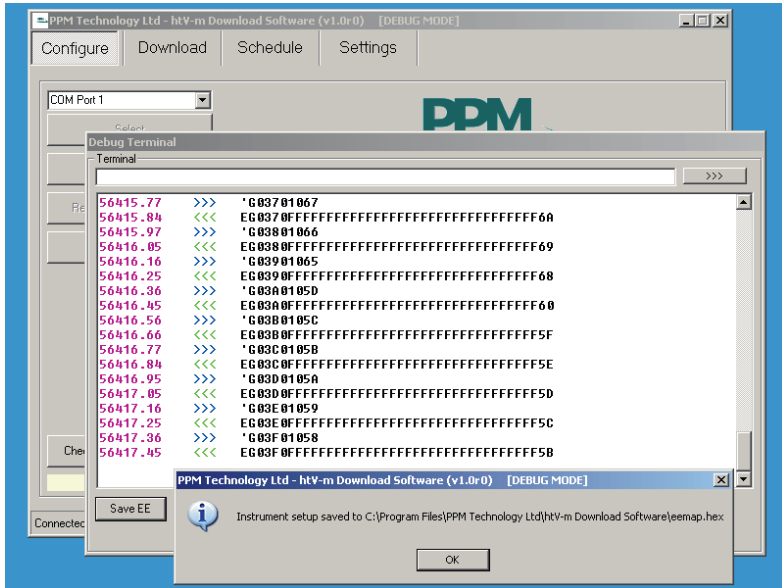 PPM Technology Ltd - htV-m Download Software (v1.0r0) [DEBUG MODE]
Configure Download Schedule Settings
COM Port 1
Select
PPM
Debug Terminal
Terminal
>>>
Re
56415.77 >>> 'G03701067
56415.84 <<< EG0370FFFFFFFFFFFFFFFFFFFFFFFFFFFFFFFF6A
56415.97 >>> 'G03801066
56416.05 <<< EG0380FFFFFFFFFFFFFFFFFFFFFFFFFFFFFFFF69
56416.16 >>> 'G03901065
56416.25 <<< EG0390FFFFFFFFFFFFFFFFFFFFFFFFFFFFFFFF68
56416.36 >>> 'G03A0105D
56416.45 <<< EG03A0FFFFFFFFFFFFFFFFFFFFFFFFFFFFFFFF60
56416.56 >>> 'G03B0105C
56416.66 <<< EG03B0FFFFFFFFFFFFFFFFFFFFFFFFFFFFFFFF5F
56416.77 >>> 'G03C0105B
56416.84 <<< EG03C0FFFFFFFFFFFFFFFFFFFFFFFFFFFFFFFF5E
56416.95 >>> 'G03D0105A
56417.05 <<< EG03D0FFFFFFFFFFFFFFFFFFFFFFFFFFFFFFFF5D
56417.16 >>> 'G03E01059
56417.25 <<< EG03E0FFFFFFFFFFFFFFFFFFFFFFFFFFFFFFFF5C
56417.36 >>> 'G03F01058
56417.45 <<< EG03F0FFFFFFFFFFFFFFFFFFFFFFFFFFFFFFFF5B
Che
PPM Technology Ltd - htV-m Download Software (v1.0r0) [DEBUG MODE]
Save EE
Instrument setup saved to C:\Program Files\PPM Technology Ltd\htV-m Download Software\eemap.hex
Connected
OK